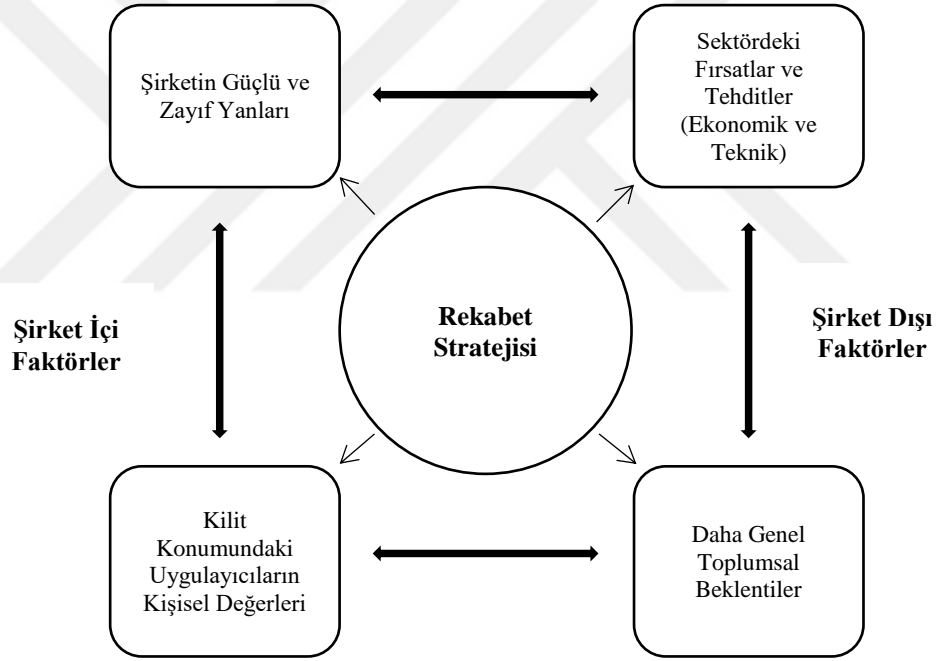 Şirketin Güçlü ve
Zayıf Yanları
Sektördeki
Fırsatlar ve
Tehditler
(Ekonomik ve
Teknik)
Şirket İçi
Faktörler
Rekabet
Stratejisi
Şirket Dışı
Faktörler
Kilit
Konumundaki
Uygulayıcıların
Kişisel Değerleri
Daha Genel
Toplumsal
Beklentiler